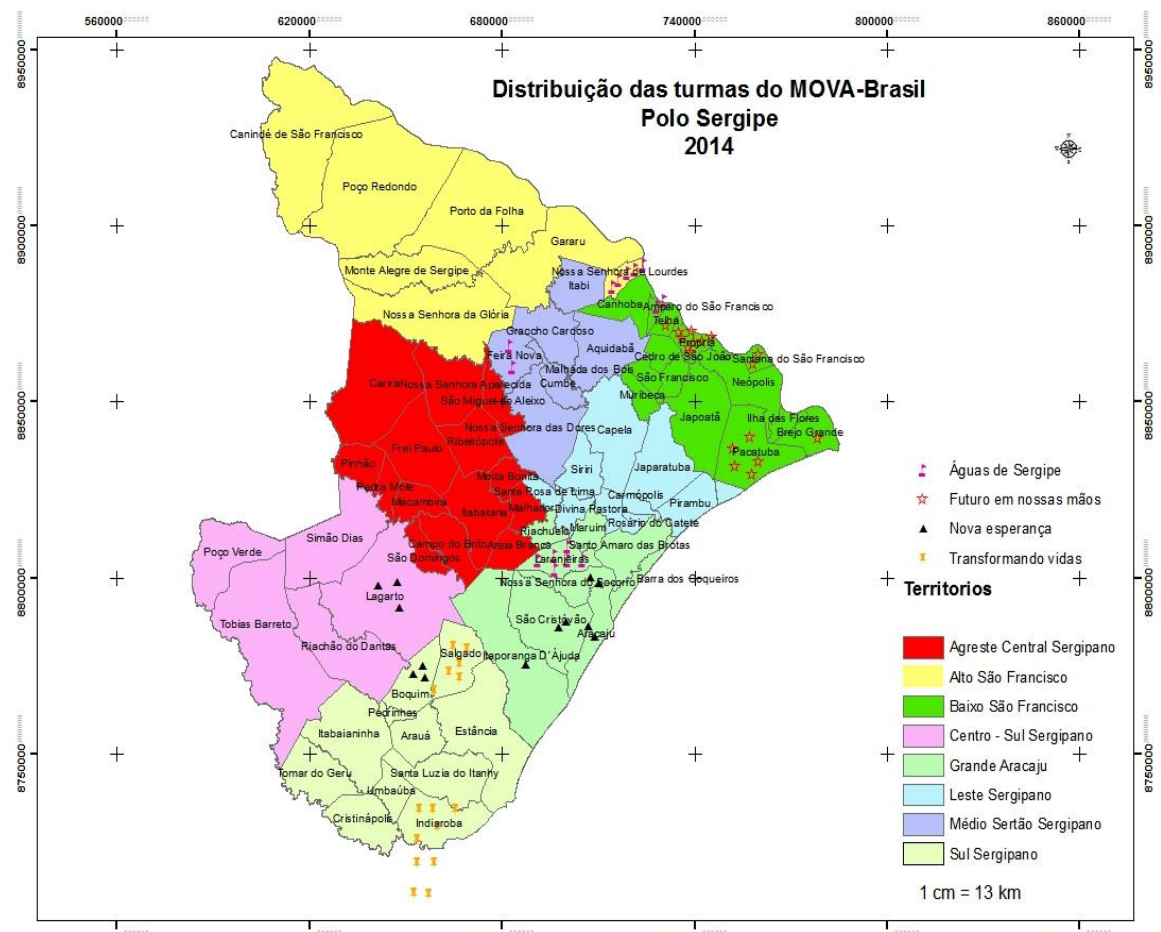 560000 620000 680000 740000 800000 860000
8950000 8950000
Distribuição das turmas do MOVA-Brasil
Polo Sergipe
2014
Canindé de São Francisco
Poço Redondo
Porto da Folha
8900000 8900000
Gararu
Monte Alegre de Sergipe
Nossa Senhora de Lourdes
Itabi
Canhoba
Amparo do São Francisco
Nossa Senhora da Glória
Telha
Graccho Cardoso
Propriá
Aquidabã
Feira Nova
Cedro de São João
Santana do São Francisco
Malhada dos Bois
Carira
Nossa Senhora Aparecida
Cumbe
São Francisco
Neópolis
São Miguel do Aleixo
Muribeca
8850000 8850000
Japoatã
Ilha das Flores
Nossa Senhora das Dores
Capela
Brejo Grande
Ribeirópolis
Frei Paulo
Pacatuba
Pinhão
Siriri
Japaratuba
Moita Bonita
Pedra Mole
Santa Rosa de Lima
Carmópolis
Macambira
Malhador
Divina Pastora
Pirambu
Itabaiana
Rosário do Catete
Riachuelo
Maruim
Simão Dias
Campo do Brito
Areia Branca
Santo Amaro das Brotas
Poço Verde
São Domingos
Laranjeiras
8800000 8800000
Nossa Senhora do Socorro
Barra dos Coqueiros
Lagarto
Tobias Barreto
São Cristóvão
Aracaju
Riachão do Dantas
Salgado
Itaporanga D´Ajuda
Boquim
Pedrinhas
Itabaianinha
Arauá
Estância
8750000 8750000
Tomar do Geru
Santa Luzia do Itanhy
Umbaúba
Cristinápolis
Indiaroba
Águas de Sergipe
Futuro em nossas mãos
Nova esperança
Transformando vidas
Territorios
Agreste Central Sergipano
Alto São Francisco
Baixo São Francisco
Centro - Sul Sergipano
Grande Aracaju
Leste Sergipano
Médio Sertão Sergipano
Sul Sergipano
1 cm = 13 km